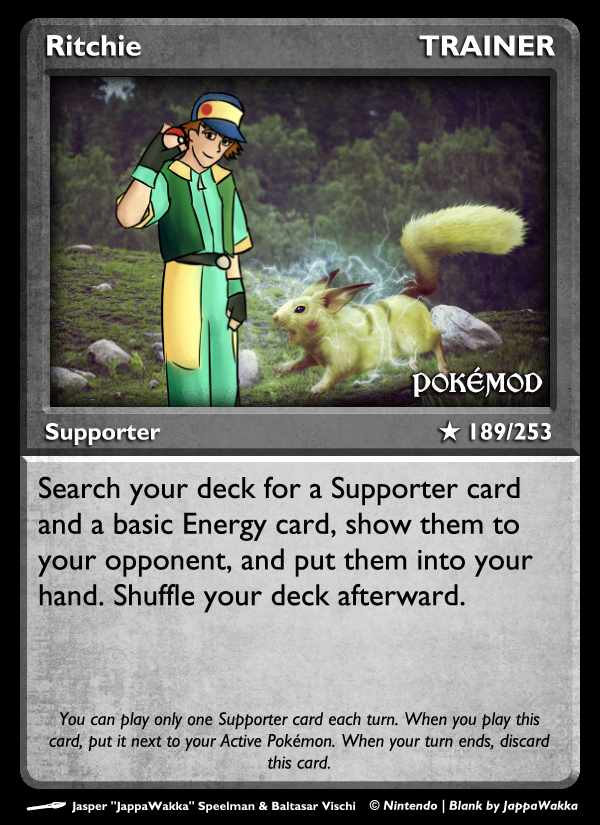 Ritchie TRAINER
POKÉMOD
Supporter ★ 189/253
Search your deck for a Supporter card
and a basic Energy card, show them to
your opponent, and put them into your
hand. Shuffle your deck afterward.
You can play only one Supporter card each turn. When you play this
card, put it next to your Active Pokémon. When your turn ends, discard
this card.
Jasper "JappaWakka" Speelman & Baltasar Vischi © Nintendo | Blank by JappaWakka